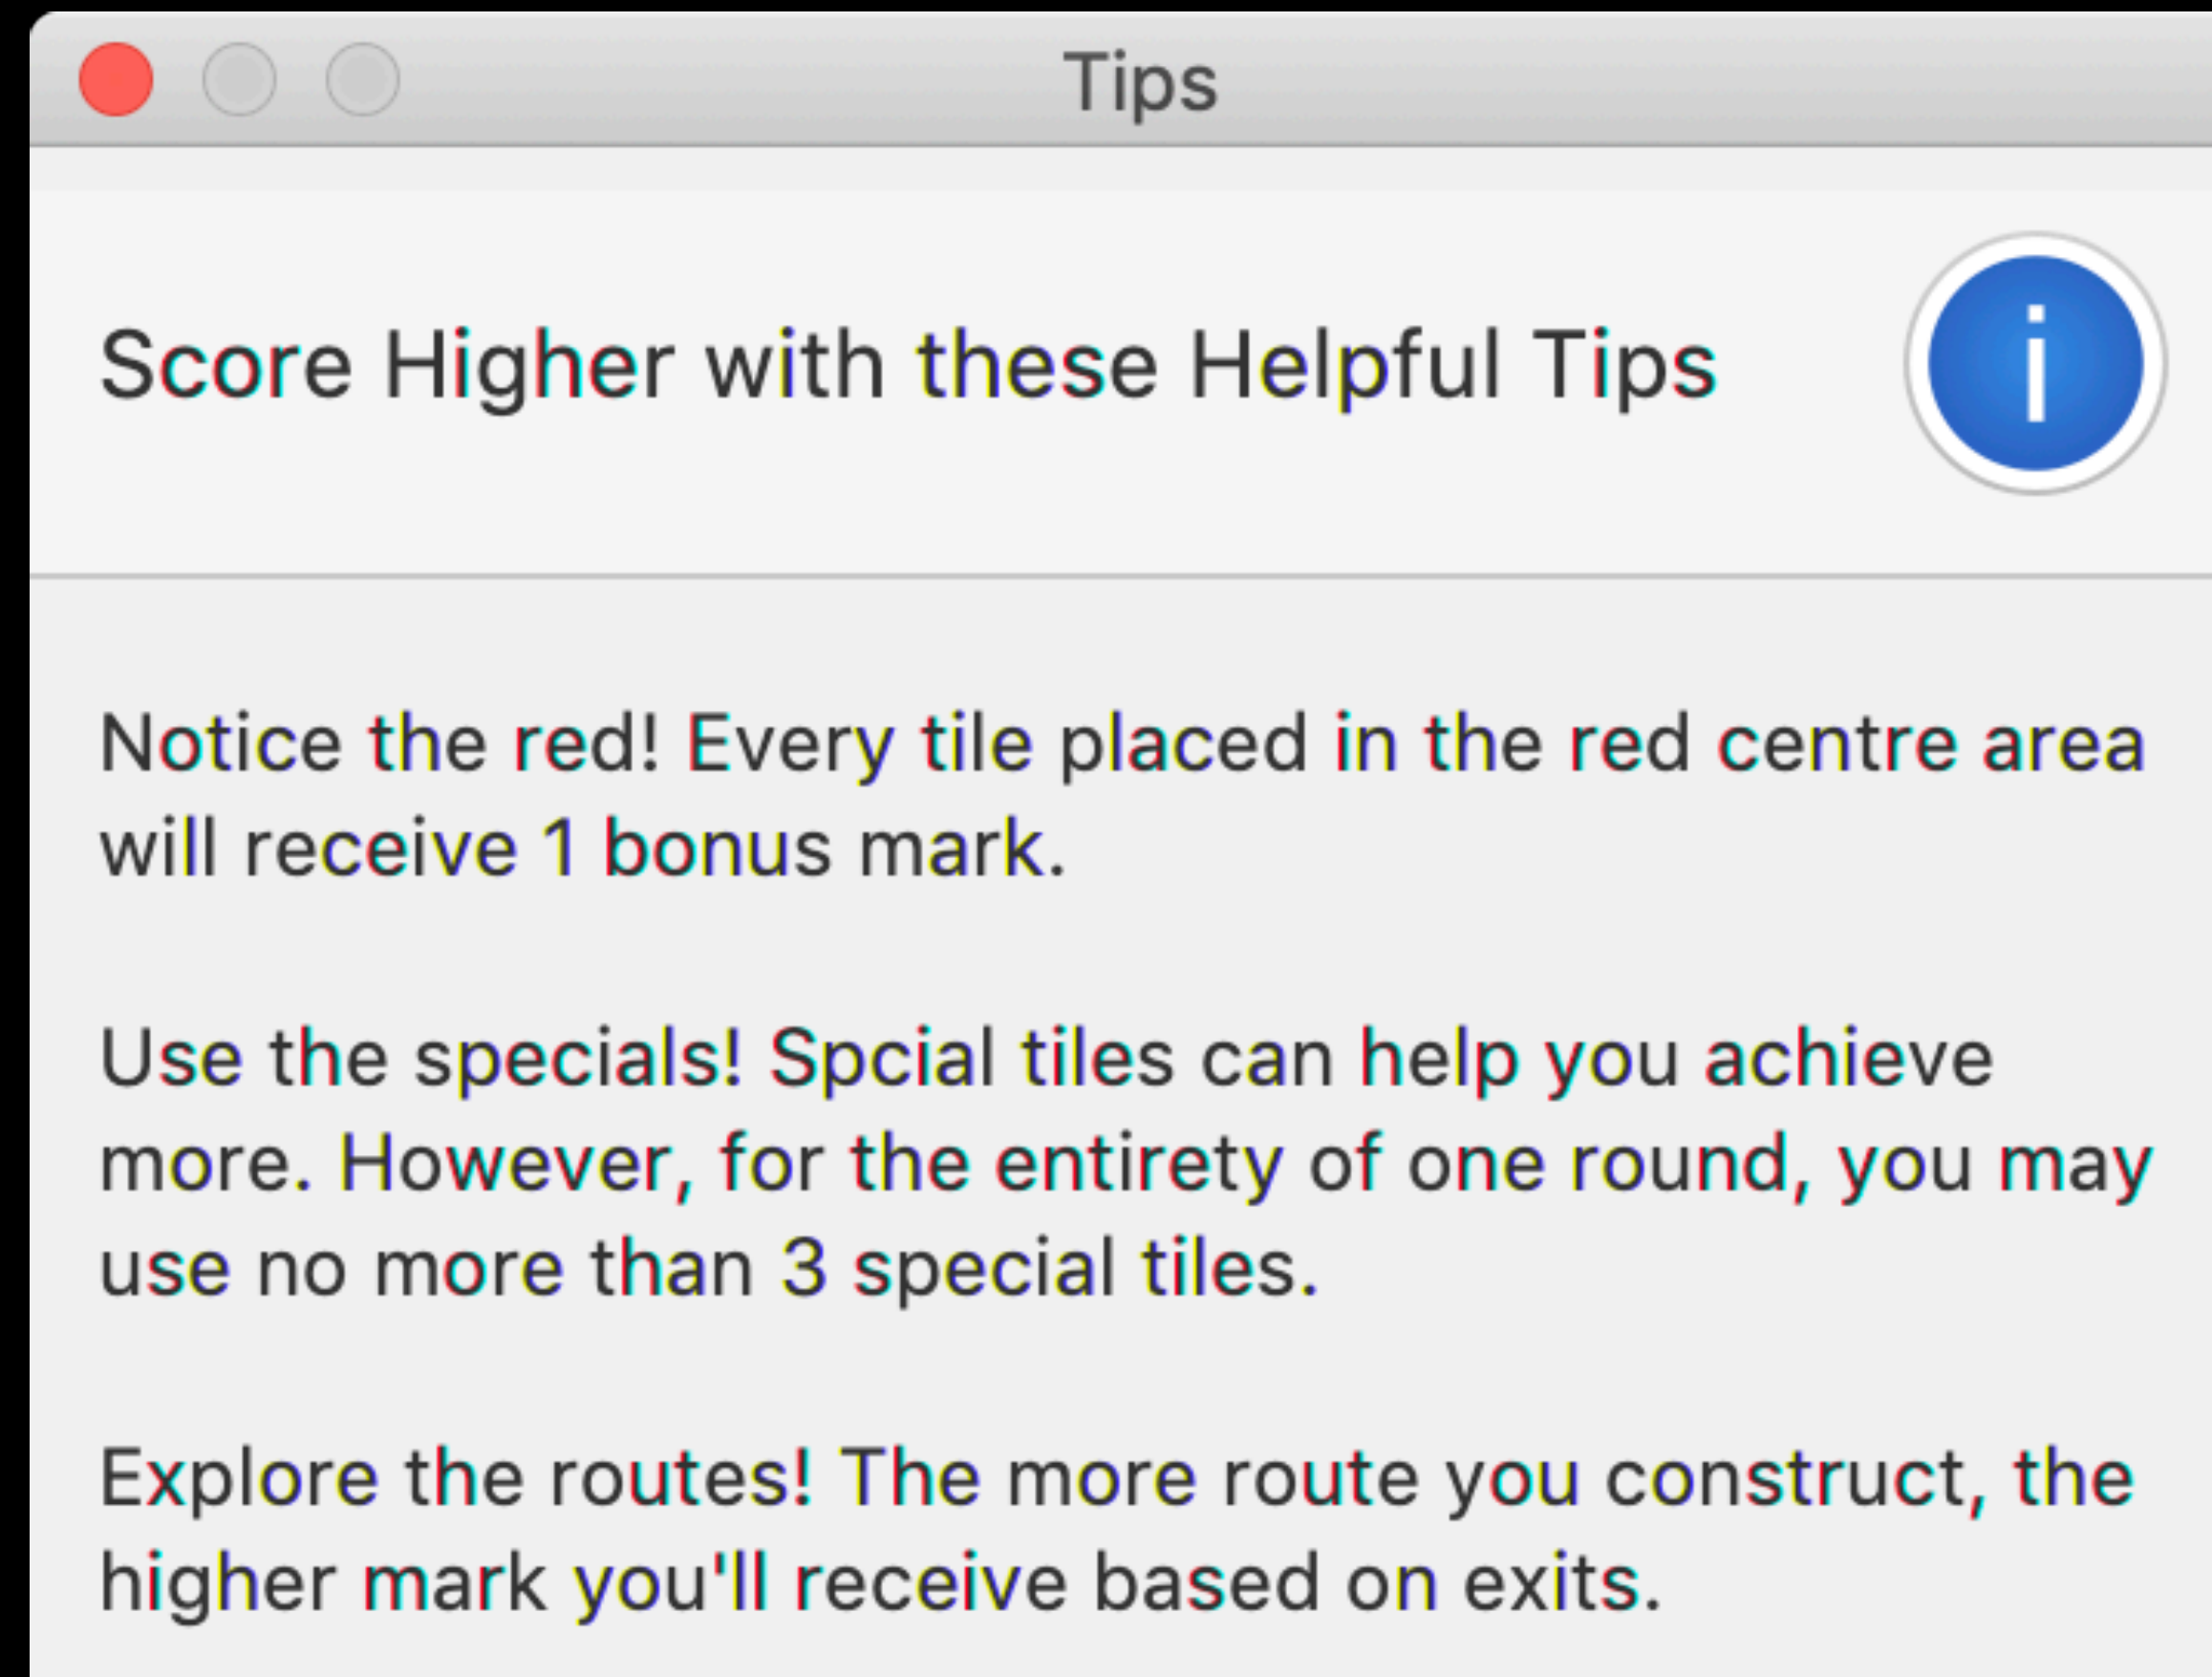 Tips
Score Higher with these Helpful Tips
i
Notice the red! Every tile placed in the red centre area
will receive 1 bonus mark.
Use the specials! Spcial tiles can help you achieve
more. However, for the entirety of one round, you may
use no more than 3 special tiles.
Explore the routes! The more route you construct, the
higher mark you'll receive based on exits.